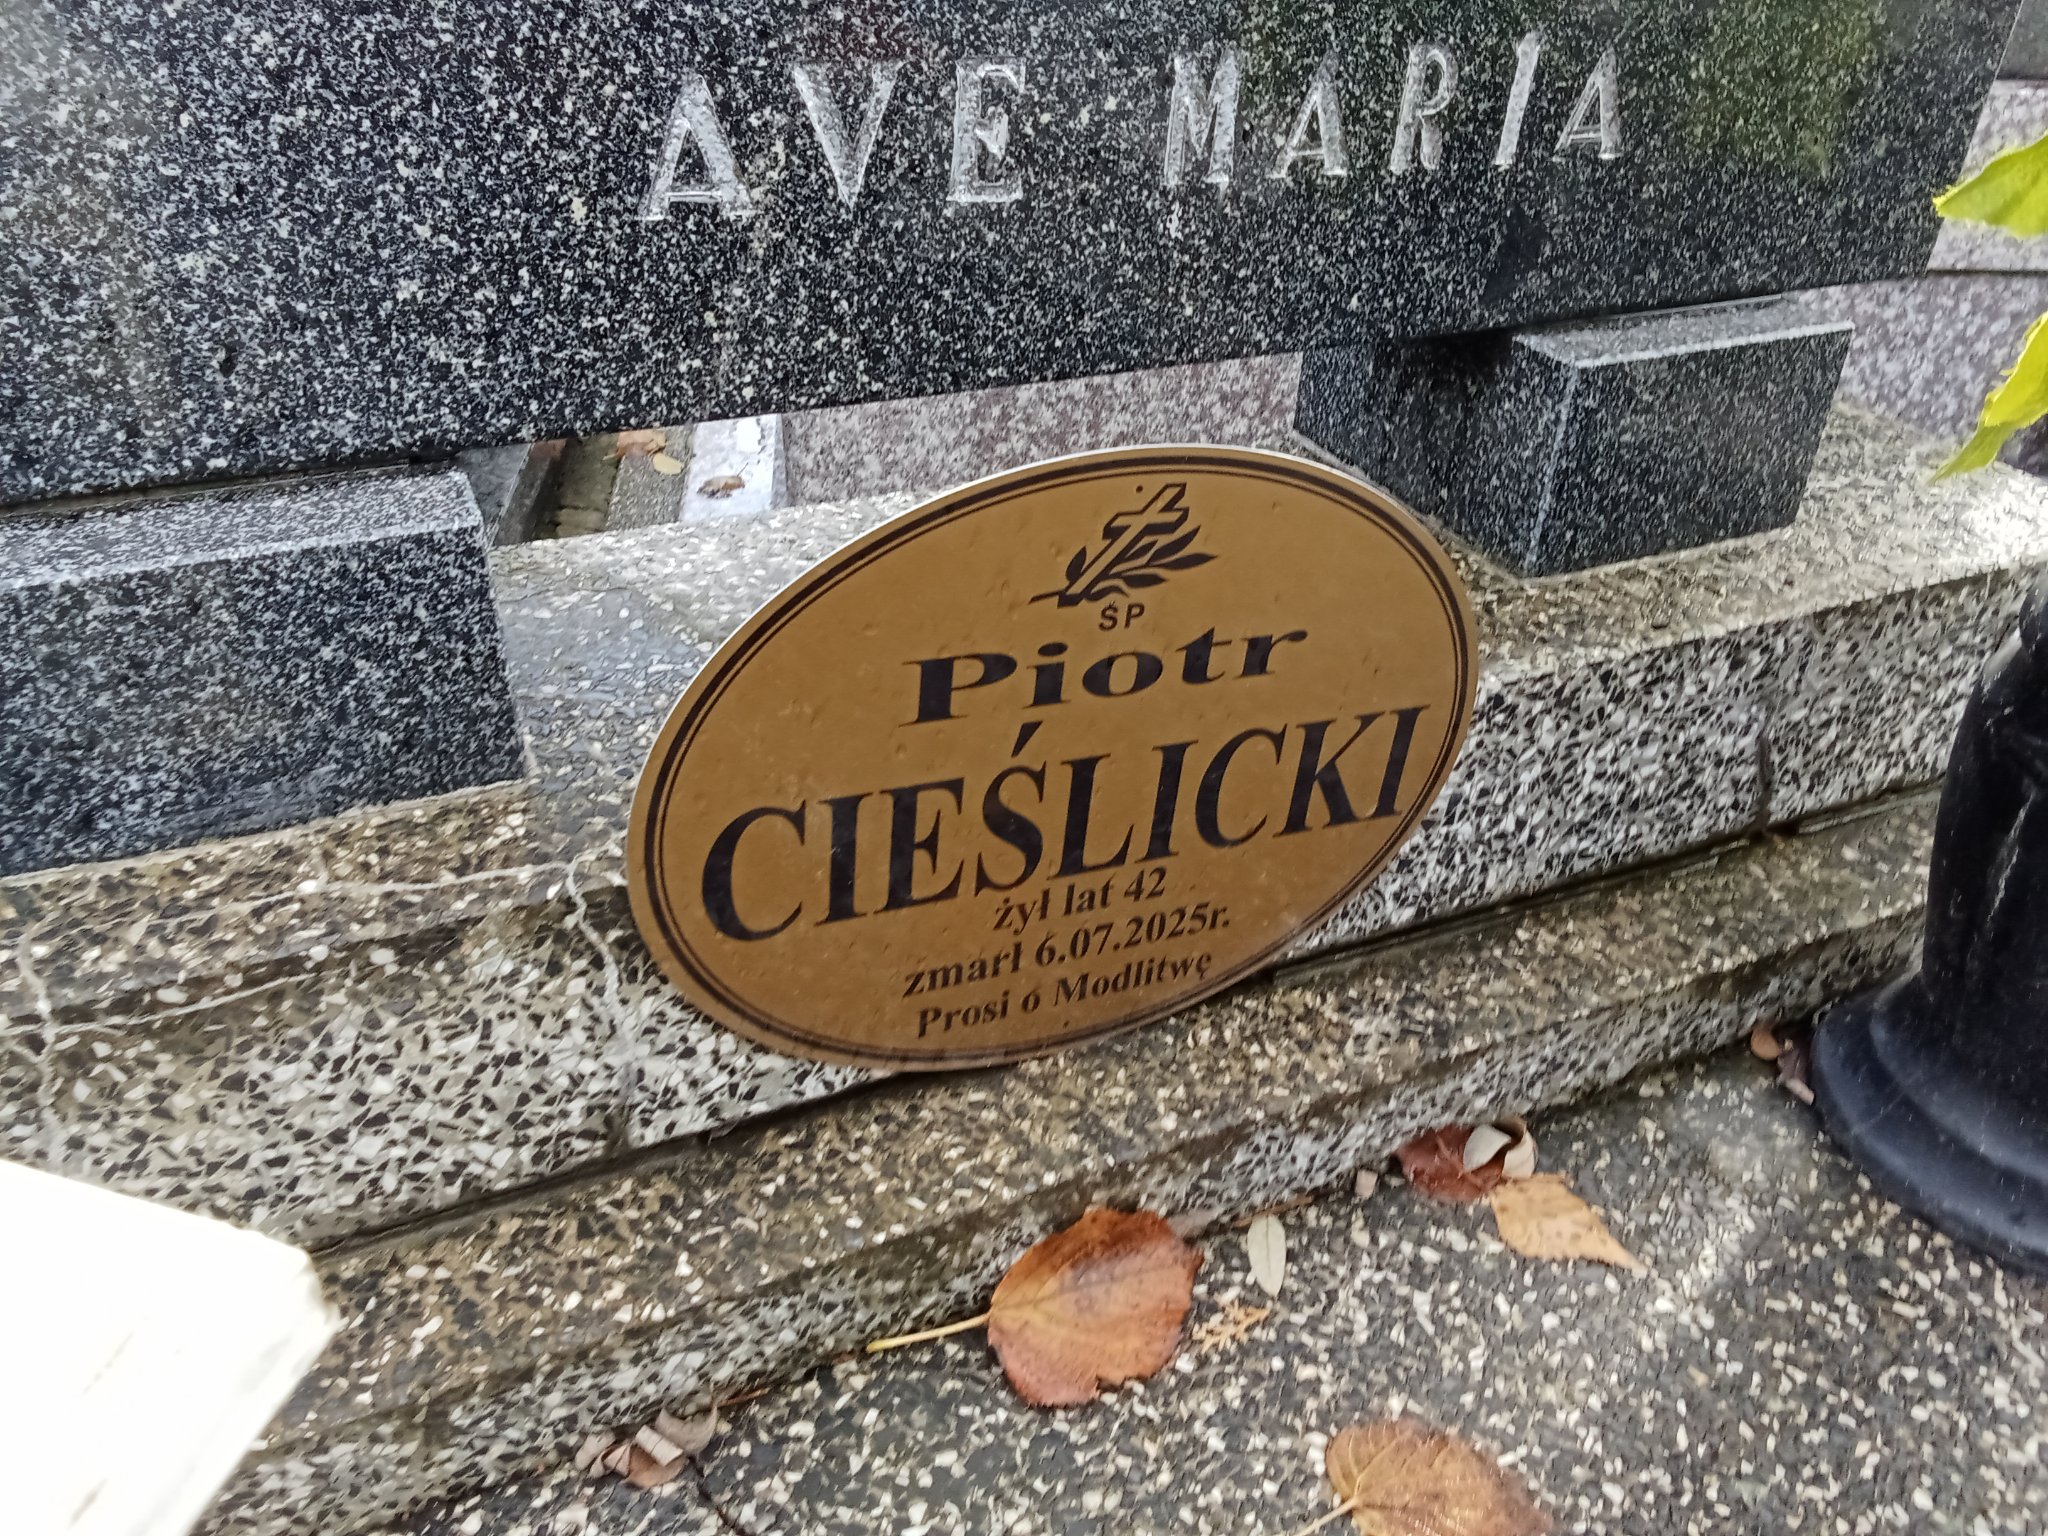 AVE MARIA
ŚP
Piotr
CIEŚLICKI
żył lat 42
zmarł 6.07.2025r.
Prosi o Modlitwę